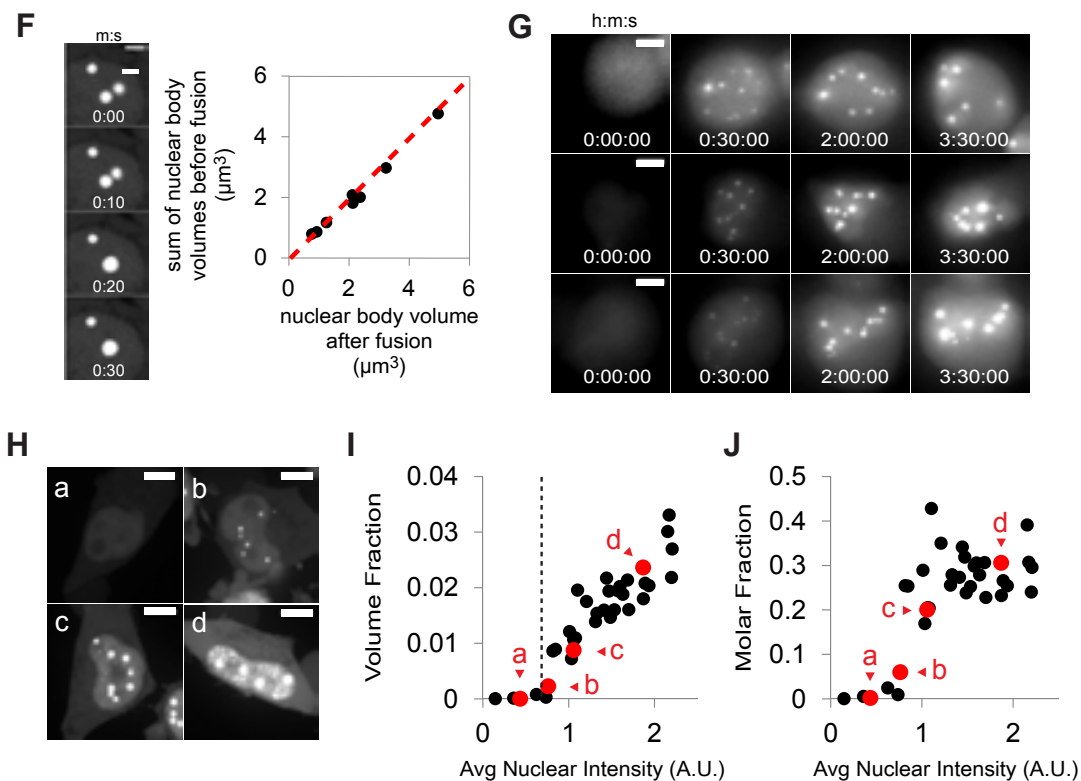 F
m:s
0:00
0:10
0:20
0:30
sum of nuclear body
volumes before fusion
(µm³)
6
4
2
0
0 2 4 6
nuclear body volume
after fusion
(µm³)
G
h:m:s
0:00:00 0:30:00 2:00:00 3:30:00
0:00:00 0:30:00 2:00:00 3:30:00
0:00:00 0:30:00 2:00:00 3:30:00
H
a b
c d
I
Volume Fraction
0.04
0.03
0.02
0.01
0
d
a
c
b
0 1 2
Avg Nuclear Intensity (A.U.)
J
Molar Fraction
0.5
0.4
0.3
0.2
0.1
0
d
c
a
b
0 1 2
Avg Nuclear Intensity (A.U.)